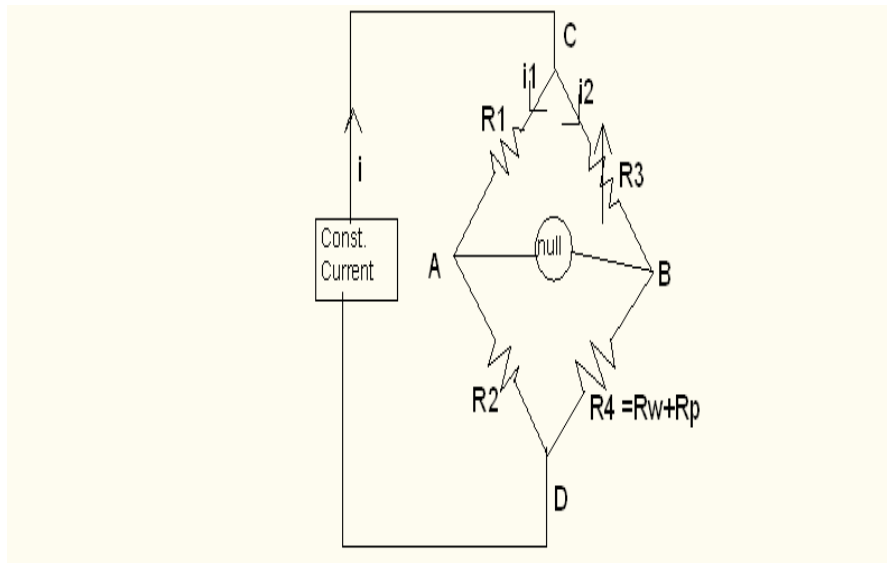 C
i1
i2
R1
R3
i
Const.
Current
null
A
B
R2
R4 =Rw+Rp
D